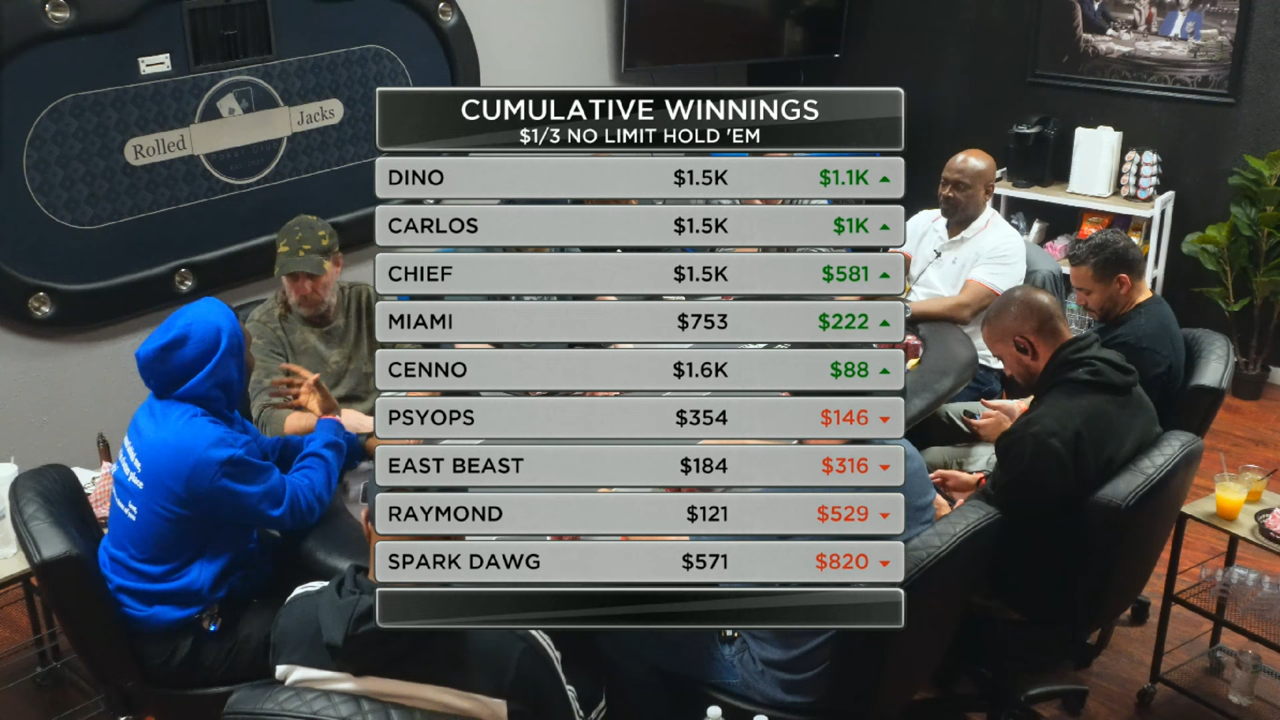 Rolled Jacks
CUMULATIVE WINNINGS
$1/3 NO LIMIT HOLD 'EM
DINO $1.5K $1.1K
CARLOS $1.5K $1K
CHIEF $1.5K $581
MIAMI $753 $222
CENNO $1.6K $88
PSYOPS $354 $146
EAST BEAST $184 $316
RAYMOND $121 $529
SPARK DAWG $571 $820